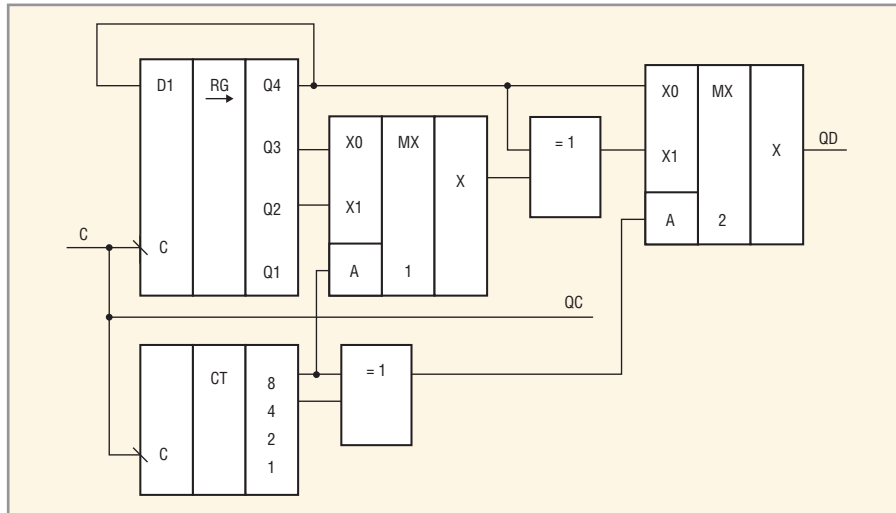 D1 RG Q4
Q3
Q2
C Q1
C
X0 MX
X1 X
A 1
= 1
X0 MX
X1 X
A 2
QD
QC
CT 8
4
2
C 1
= 1